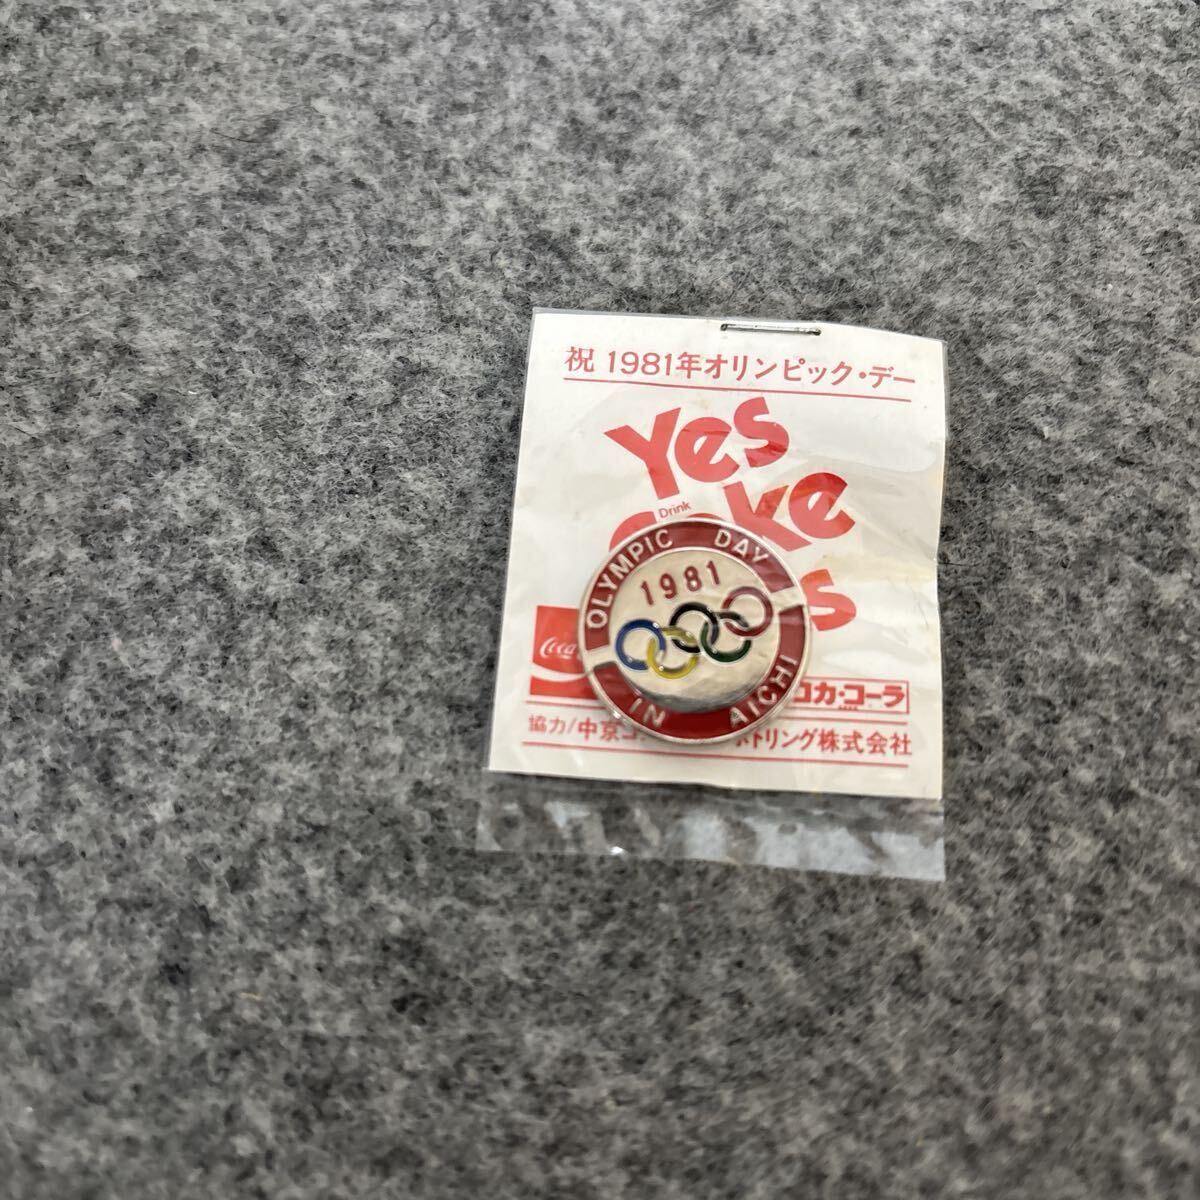 祝 1981年オリンピック・デー
Yes
Drink
ke
s
OLYMPIC DAY
1981
IN AICHI
コカ・コーラ
協力/中京コ
ボトリング株式会社